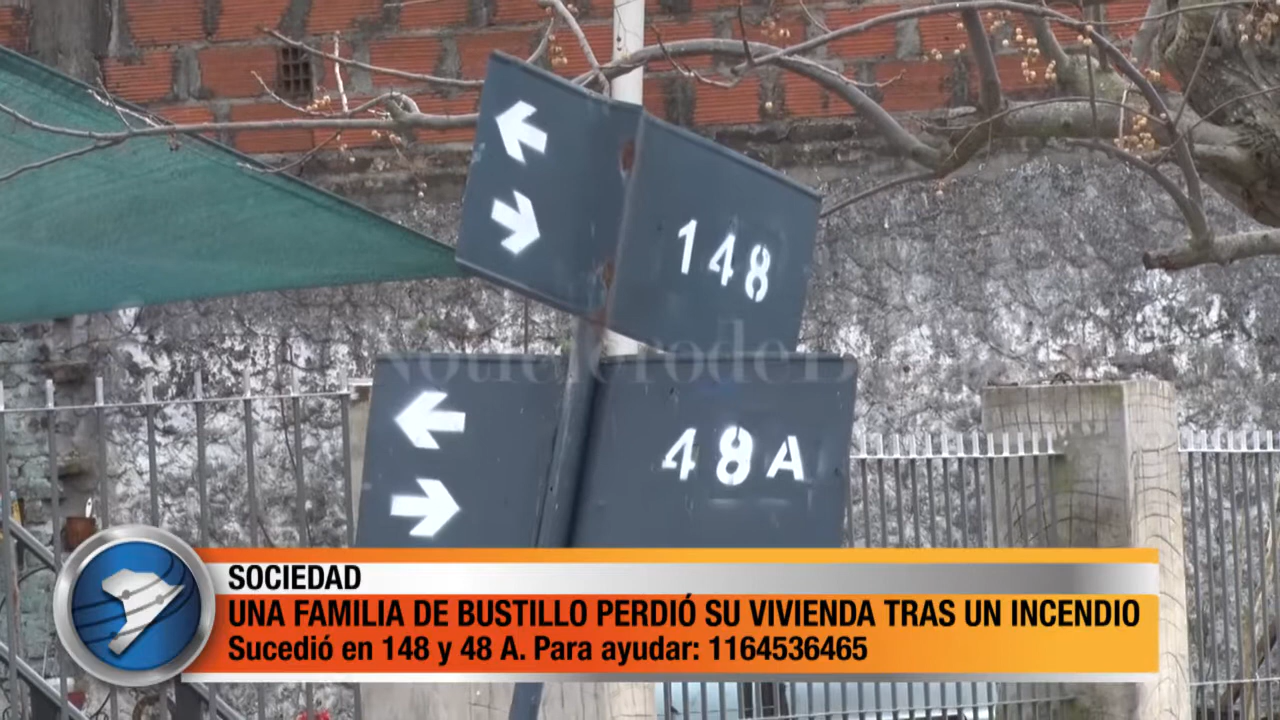 148
48 A
SOCIEDAD
UNA FAMILIA DE BUSTILLO PERDIÓ SU VIVIENDA TRAS UN INCENDIO
Sucedió en 148 y 48 A. Para ayudar: 1164536465